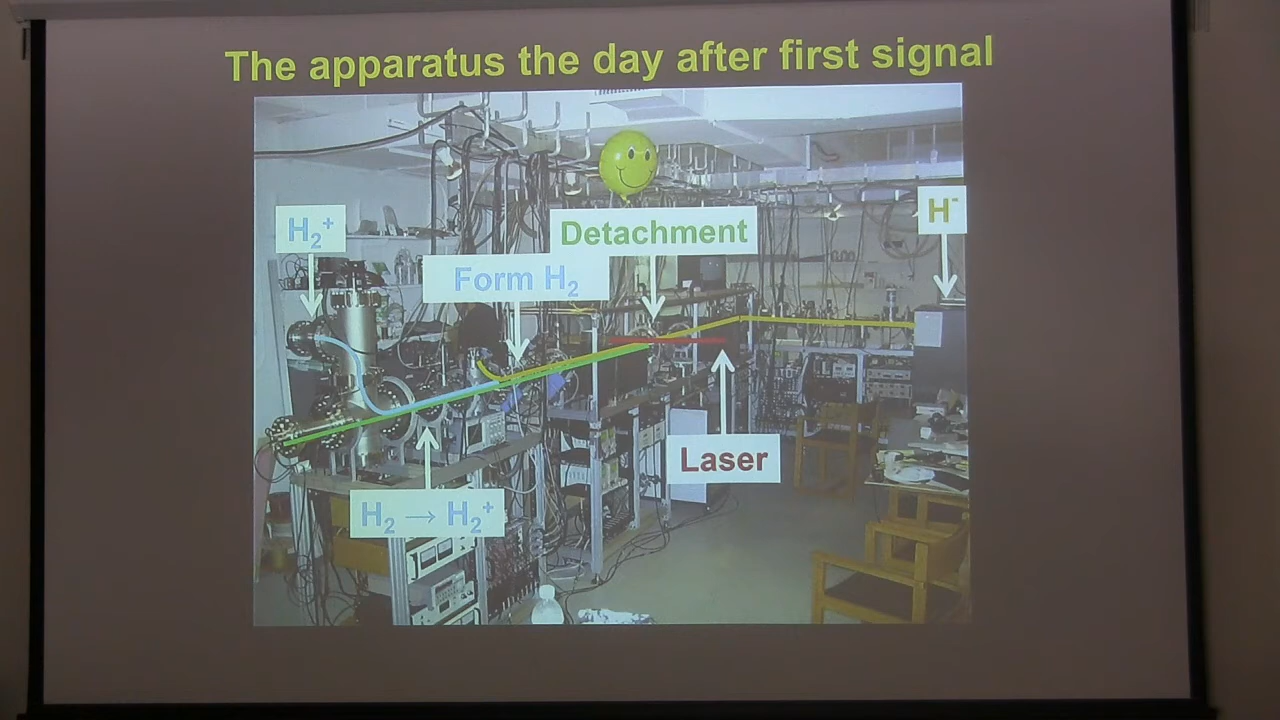 The apparatus the day after first signal
H₂⁺
Form H₂
Detachment
H⁻
Laser
H₂ → H₂⁺